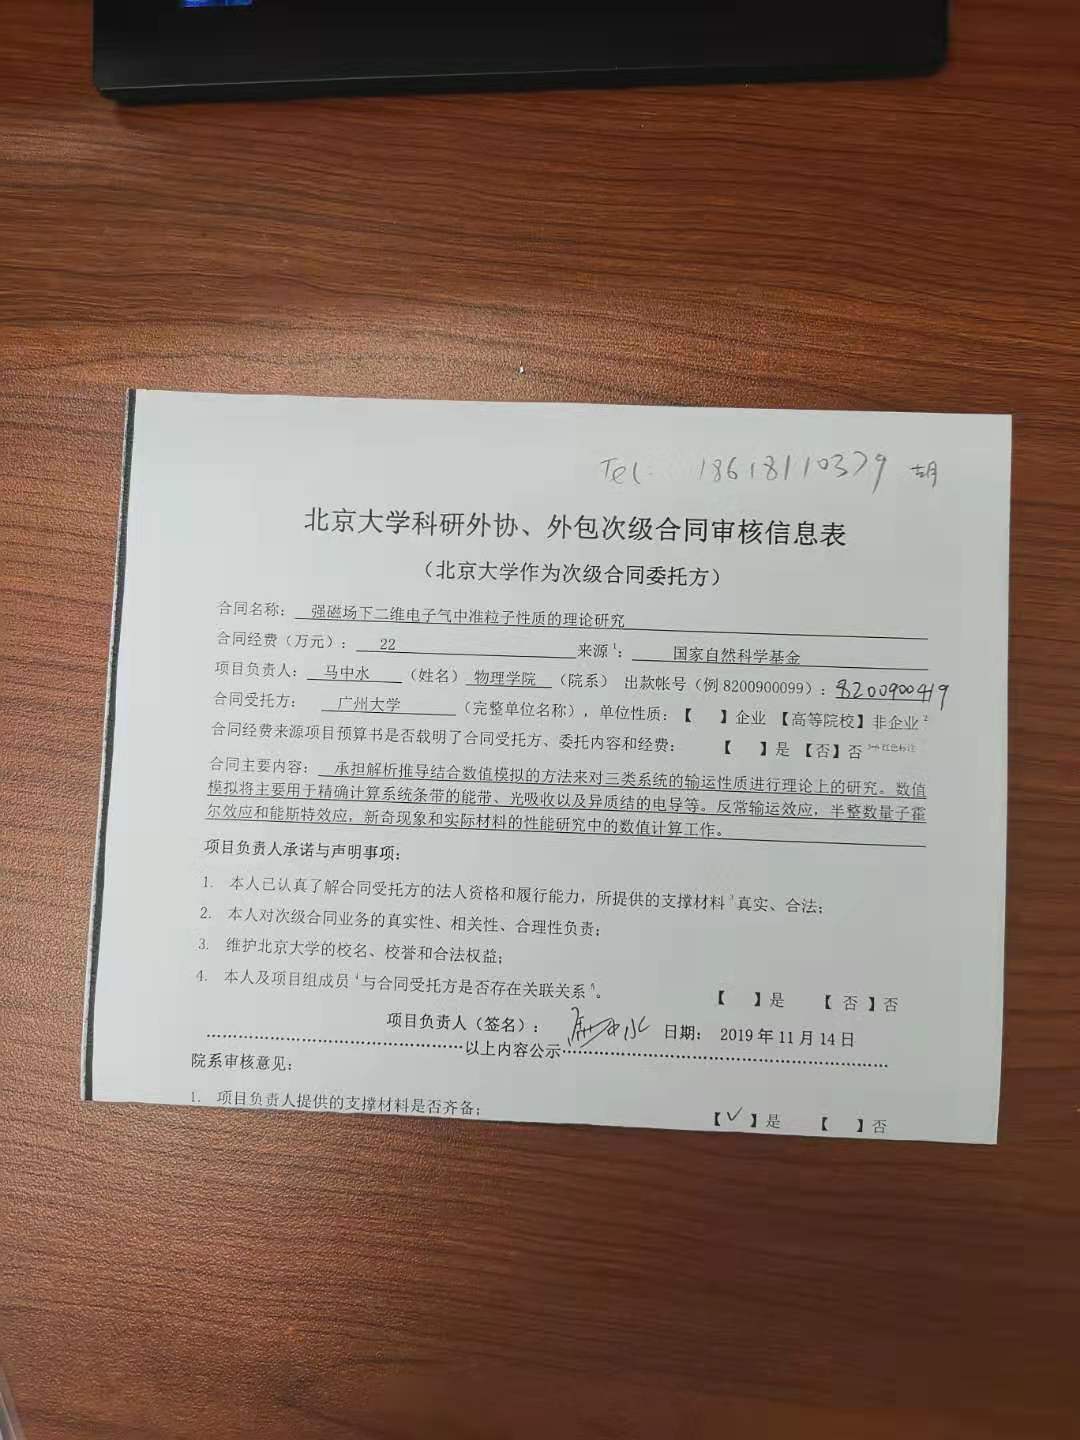 Tel. 18618110379 胡
北京大学科研外协、外包次级合同审核信息表
（北京大学作为次级合同委托方）
合同名称： 强磁场下二维电子气中准粒子性质的理论研究
合同经费（万元）： 22 来源1： 国家自然科学基金
项目负责人： 马中水 （姓名） 物理学院 （院系） 出款帐号（例 8200900099）: 8200900419
合同受托方： 广州大学 （完整单位名称），单位性质：【 】企业 【高等院校】非企业2
合同经费来源项目预算书是否载明了合同受托方、委托内容和经费： 【 】是 【否】否
合同主要内容： 承担解析推导结合数值模拟的方法来对三类系统的输运性质进行理论上的研究。数值
模拟将主要用于精确计算系统条带的能带、光吸收以及异质结的电导等。反常输运效应，半整数量子霍
尔效应和能斯特效应，新奇现象和实际材料的性能研究中的数值计算工作。
项目负责人承诺与声明事项：
1. 本人已认真了解合同受托方的法人资格和履行能力，所提供的支撑材料3真实、合法；
2. 本人对次级合同业务的真实性、相关性、合理性负责；
3. 维护北京大学的校名、校誉和合法权益；
4. 本人及项目组成员4与合同受托方是否存在关联关系5。 【 】是 【 否 】否
项目负责人（签名）： 马中水 日期： 2019 年 11 月 14 日
以上内容公示
院系审核意见：
1. 项目负责人提供的支撑材料是否齐备； 【✓】是 【 】否